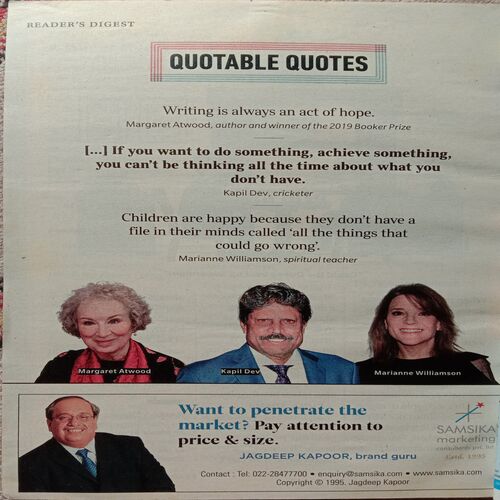 READER'S DIGEST
QUOTABLE QUOTES
Writing is always an act of hope.
Margaret Atwood, author and winner of the 2019 Booker Prize
[...] If you want to do something, achieve something,
you can't be thinking all the time about what you
don't have.
Kapil Dev, cricketer
Children are happy because they don't have a
file in their minds called 'all the things that
could go wrong'.
Marianne Williamson, spiritual teacher
Margaret Atwood
Kapil Dev
Marianne Williamson
Want to penetrate the
market? Pay attention to
price & size.
JAGDEEP KAPOOR, brand guru
SAMSIKA
marketing
consultants pvt. ltd
Estd. 1995
Contact : Tel: 022-28477700 • enquiry@samsika.com • www.samsika.com
Copyright © 1995. Jagdeep Kapoor